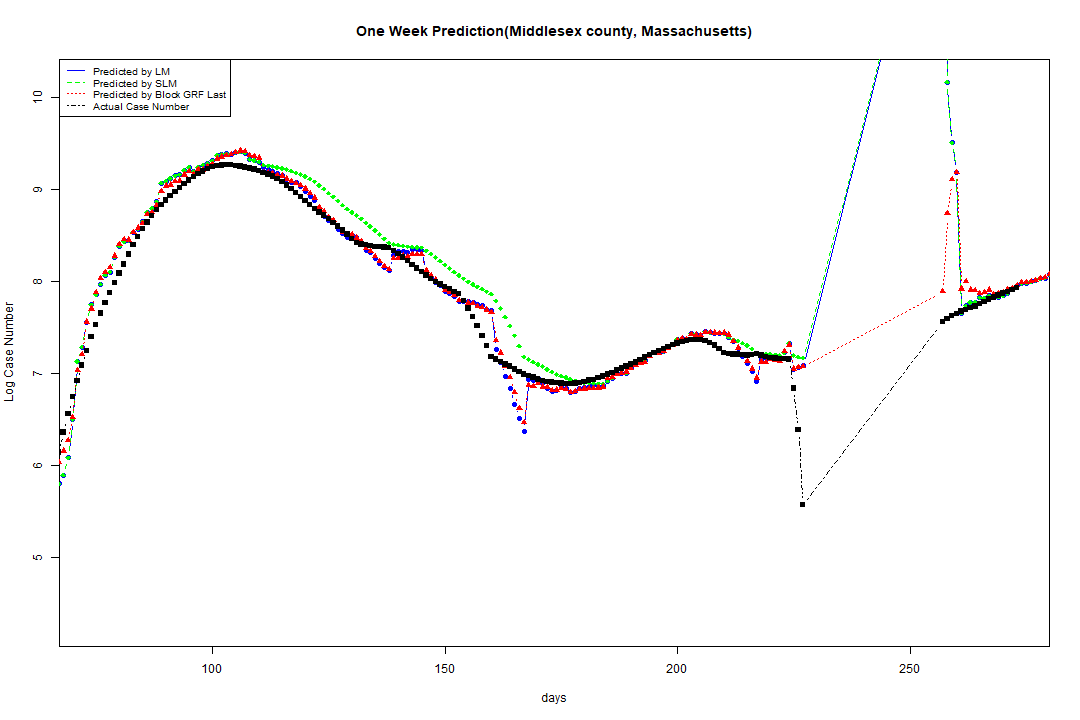 One Week Prediction(Middlesex county, Massachusetts)
Predicted by LM
Predicted by SLM
Predicted by Block GRF Last
Actual Case Number
Log Case Number
10
9
8
7
6
5
100
150
200
250
days